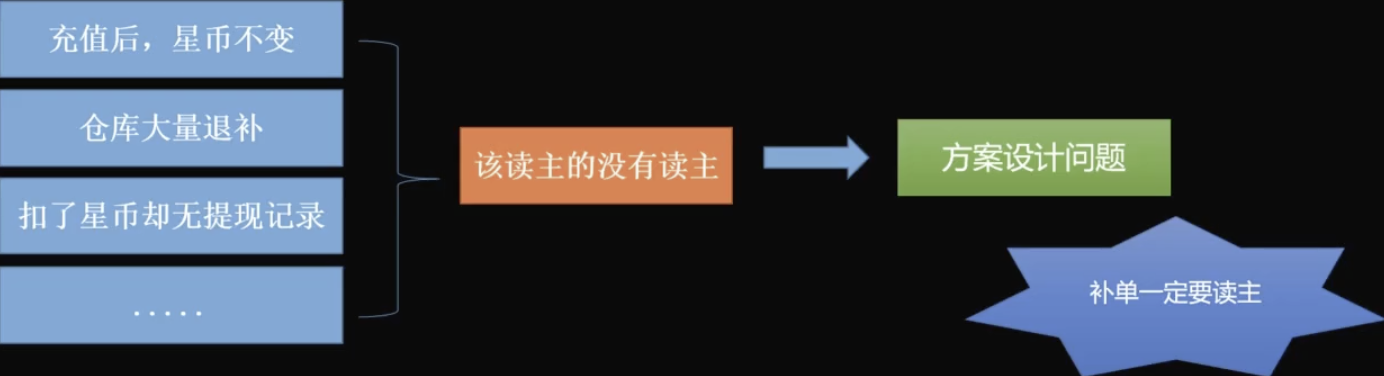 充值后，星币不变
仓库大量退补
扣了星币却无提现记录
.....
该读主的没有读主
方案设计问题
补单一定要读主